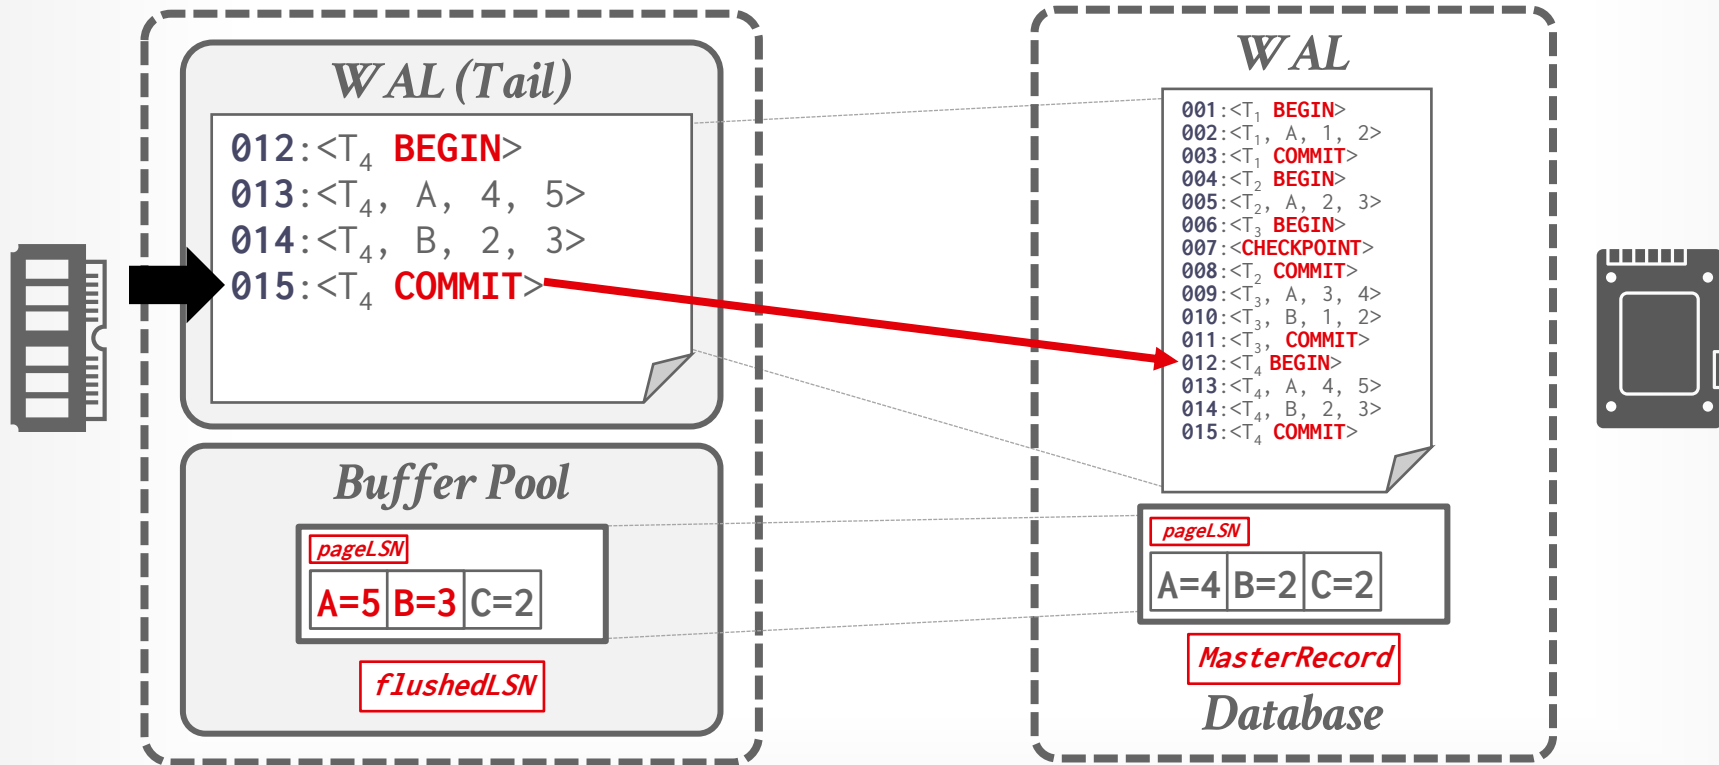 WAL (Tail)
012:<T4 BEGIN>
013:<T4, A, 4, 5>
014:<T4, B, 2, 3>
015:<T4 COMMIT>
Buffer Pool
pageLSN
A=5 B=3 C=2
flushedLSN
WAL
001:<T1 BEGIN>
002:<T1, A, 1, 2>
003:<T1 COMMIT>
004:<T2 BEGIN>
005:<T2, A, 2, 3>
006:<T3 BEGIN>
007:<CHECKPOINT>
008:<T2 COMMIT>
009:<T3, A, 3, 4>
010:<T3, B, 1, 2>
011:<T3, COMMIT>
012:<T4 BEGIN>
013:<T4, A, 4, 5>
014:<T4, B, 2, 3>
015:<T4 COMMIT>
pageLSN
A=4 B=2 C=2
MasterRecord
Database